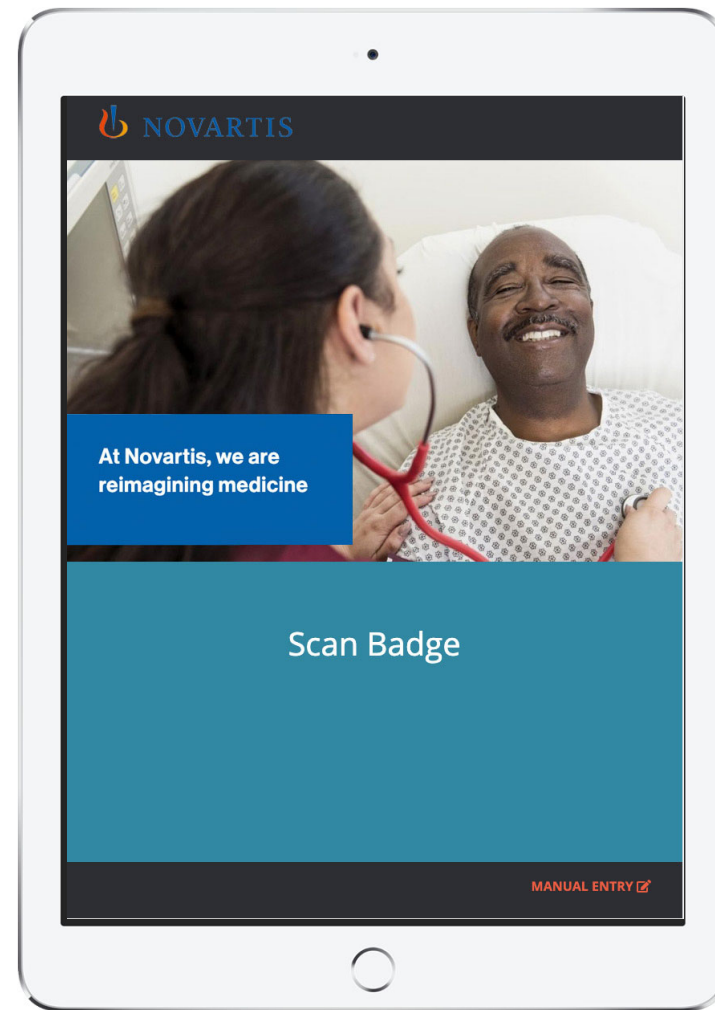 NOVARTIS
At Novartis, we are
reimagining medicine
Scan Badge
MANUAL ENTRY